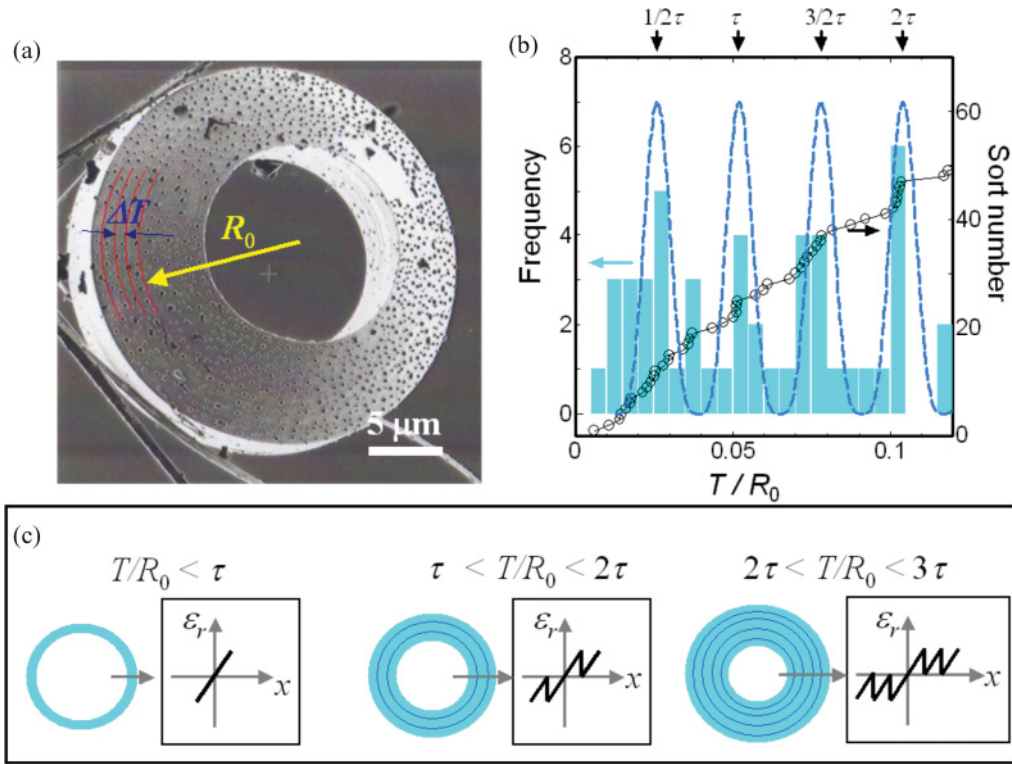 (a)
ΔT
R₀
5 μm
(b)
1/2τ
τ
3/2τ
2τ
8
6
4
2
0
Frequency
60
40
20
0
Sort number
0
0.05
0.1
T / R₀
(c)
T/R₀ < τ
τ < T/R₀ < 2τ
2τ < T/R₀ < 3τ
εᵣ
x
εᵣ
x
εᵣ
x